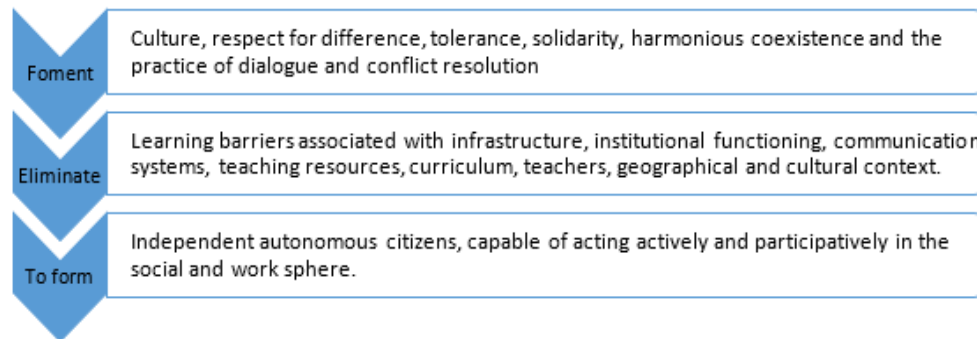 Foment
Culture, respect for difference, tolerance, solidarity, harmonious coexistence and the
practice of dialogue and conflict resolution
Eliminate
Learning barriers associated with infrastructure, institutional functioning, communication
systems, teaching resources, curriculum, teachers, geographical and cultural context.
To form
Independent autonomous citizens, capable of acting actively and participatively in the
social and work sphere.